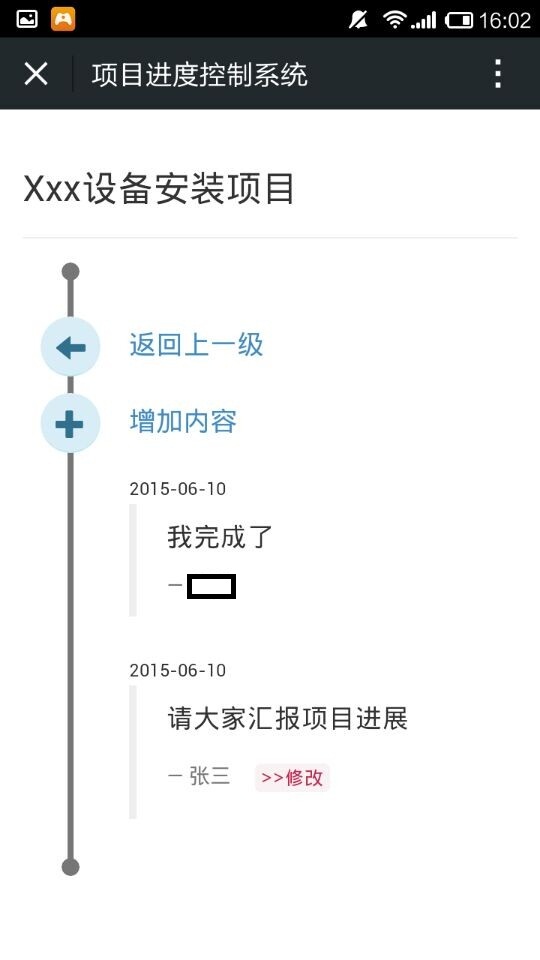 16:02
项目进度控制系统
Xxx设备安装项目
返回上一级
增加内容
2015-06-10
我完成了
—
2015-06-10
请大家汇报项目进展
— 张三 >>修改